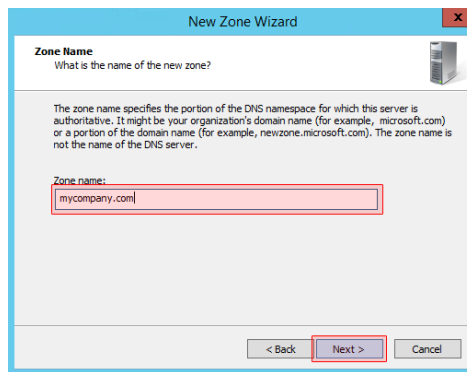 New Zone Wizard
x
Zone Name
What is the name of the new zone?
The zone name specifies the portion of the DNS namespace for which this server is
authoritative. It might be your organization's domain name (for example, microsoft.com)
or a portion of the domain name (for example, newzone.microsoft.com). The zone name is
not the name of the DNS server.
Zone name:
mycompany.com
< Back Next > Cancel